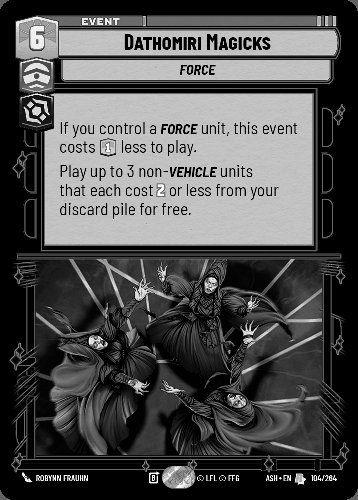 EVENT
6
DATHOMIRI MAGICKS
FORCE
If you control a FORCE unit, this event
costs 1 less to play.
Play up to 3 non-VEHICLE units
that each cost 2 or less from your
discard pile for free.
ROBYNN FRAUHN
© LFL © FFG
ASH • EN
104/264